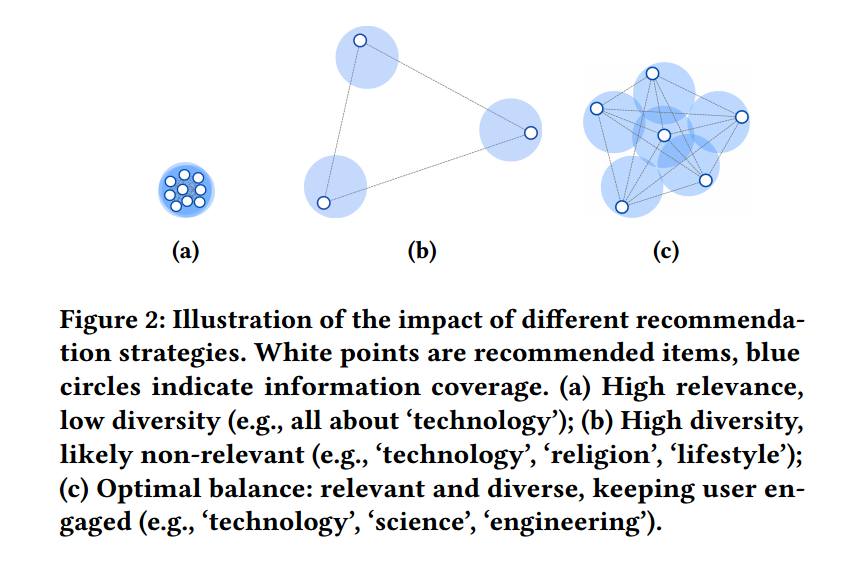 (a) (b) (c)
Figure 2: Illustration of the impact of different recommenda-
tion strategies. White points are recommended items, blue
circles indicate information coverage. (a) High relevance,
low diversity (e.g., all about ‘technology’); (b) High diversity,
likely non-relevant (e.g., ‘technology’, ‘religion’, ‘lifestyle’);
(c) Optimal balance: relevant and diverse, keeping user en-
gaged (e.g., ‘technology’, ‘science’, ‘engineering’).